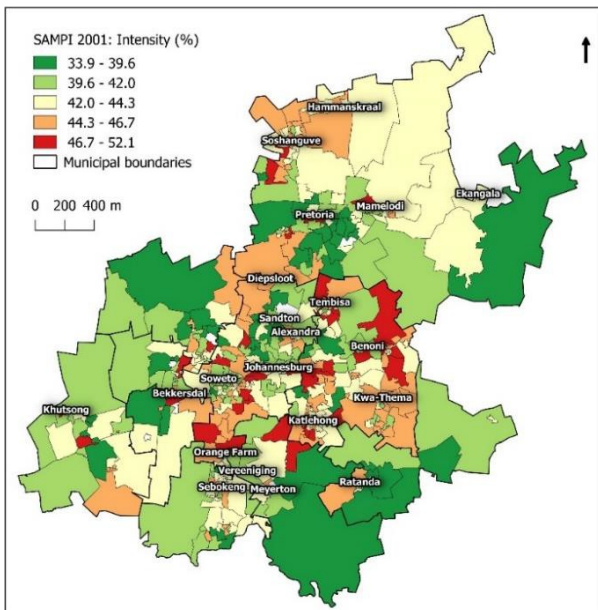 SAMPI 2001: Intensity (%)
33.9 - 39.6
39.6 - 42.0
42.0 - 44.3
44.3 - 46.7
46.7 - 52.1
Municipal boundaries
0 200 400 m
Hammanskraal
Soshanguve
Ekangala
Mamelodi
Pretoria
Diepsloot
Tembisa
Sandton
Alexandra
Benoni
Johannesburg
Soweto
Bekkersdal
Kwa-Thema
Khutsong
Katlehong
Orange Farm
Vereeniging
Ratanda
Sebokeng Meyerton